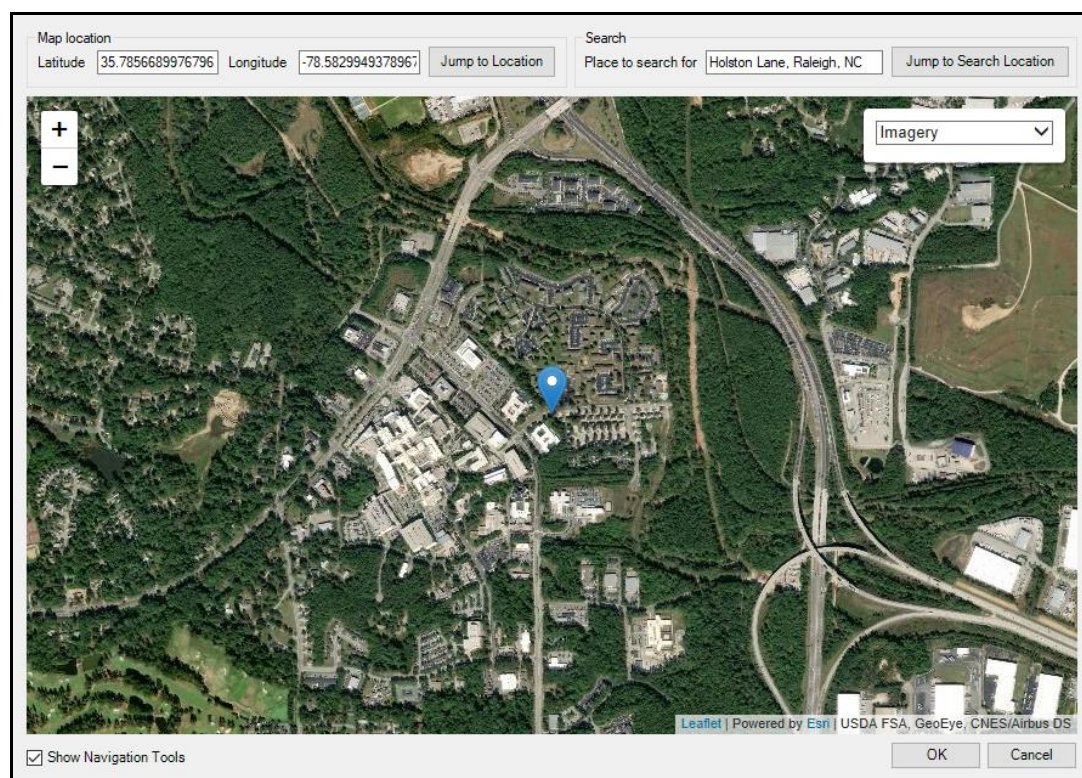 Map location
Latitude 35.7856689976796 Longitude -78.5829949378967 Jump to Location
Search
Place to search for Holston Lane, Raleigh, NC Jump to Search Location
+
−
Imagery
Leaflet | Powered by Esri | USDA FSA, GeoEye, CNES/Airbus DS
Show Navigation Tools
OK Cancel